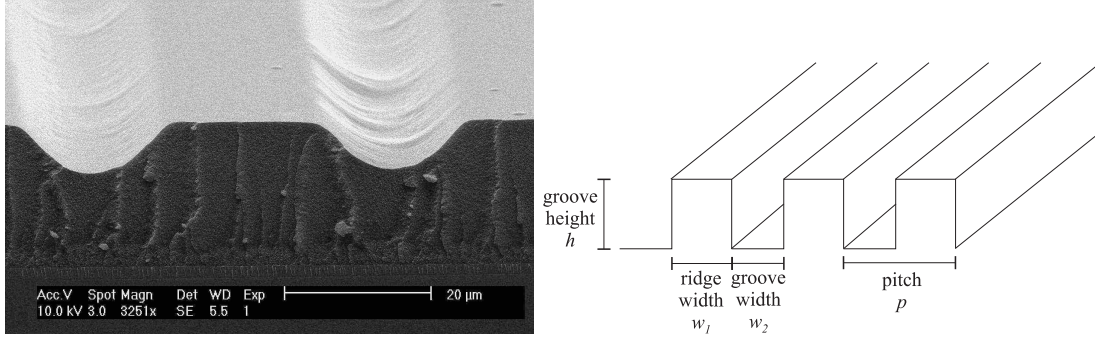 Acc.V Spot Magn Det WD Exp 20 µm
10.0 kV 3.0 3251x SE 5.5 1
groove
height
h
ridge
width
w1
groove
width
w2
pitch
p